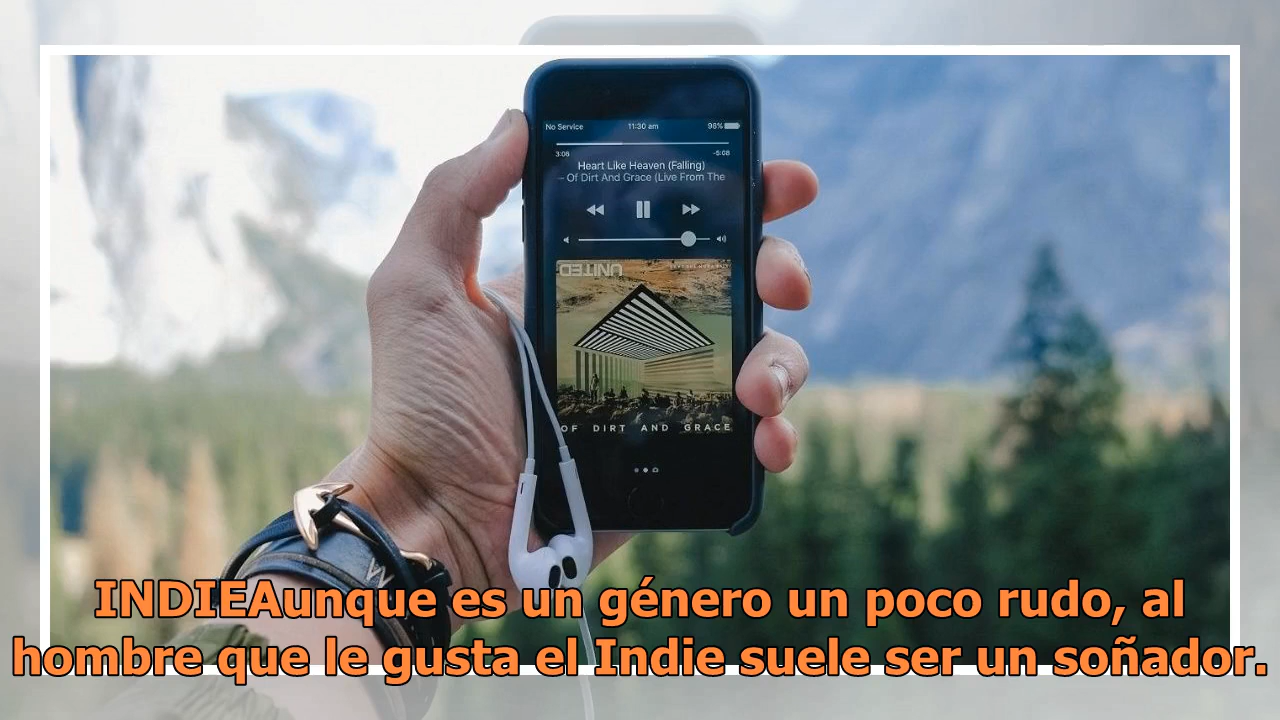 No Service 11:30 am 98%
3:06 -5:08
Heart Like Heaven (Falling)
– Of Dirt And Grace (Live From The
UNITED
OF DIRT AND GRACE
INDIEAunque es un género un poco rudo, al
hombre que le gusta el Indie suele ser un soñador.